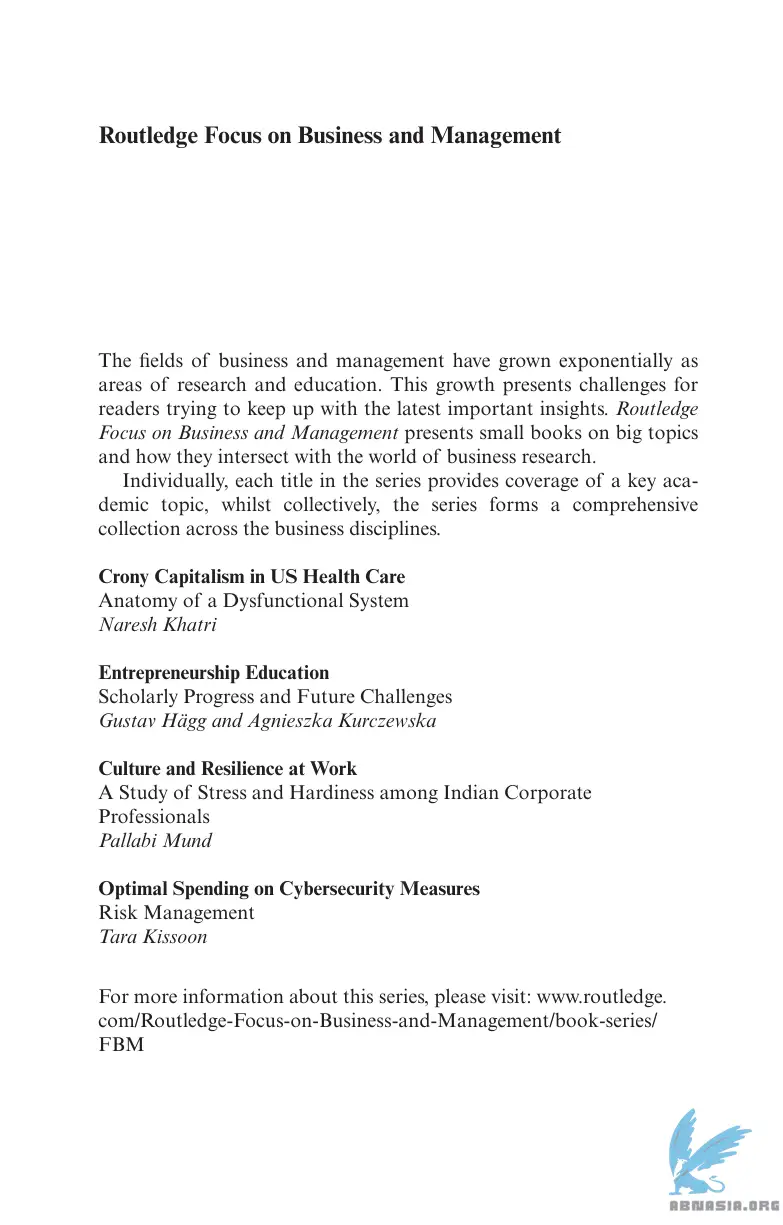 Routledge Focus on Business and Management
The fields of business and management have grown exponentially as
areas of research and education. This growth presents challenges for
readers trying to keep up with the latest important insights. Routledge
Focus on Business and Management presents small books on big topics
and how they intersect with the world of business research.
Individually, each title in the series provides coverage of a key aca-
demic topic, whilst collectively, the series forms a comprehensive
collection across the business disciplines.
Crony Capitalism in US Health Care
Anatomy of a Dysfunctional System
Naresh Khatri
Entrepreneurship Education
Scholarly Progress and Future Challenges
Gustav Hägg and Agnieszka Kurczewska
Culture and Resilience at Work
A Study of Stress and Hardiness among Indian Corporate
Professionals
Pallabi Mund
Optimal Spending on Cybersecurity Measures
Risk Management
Tara Kissoon
For more information about this series, please visit: www.routledge.
com/Routledge-Focus-on-Business-and-Management/book-series/
FBM
ABNASIA.ORG